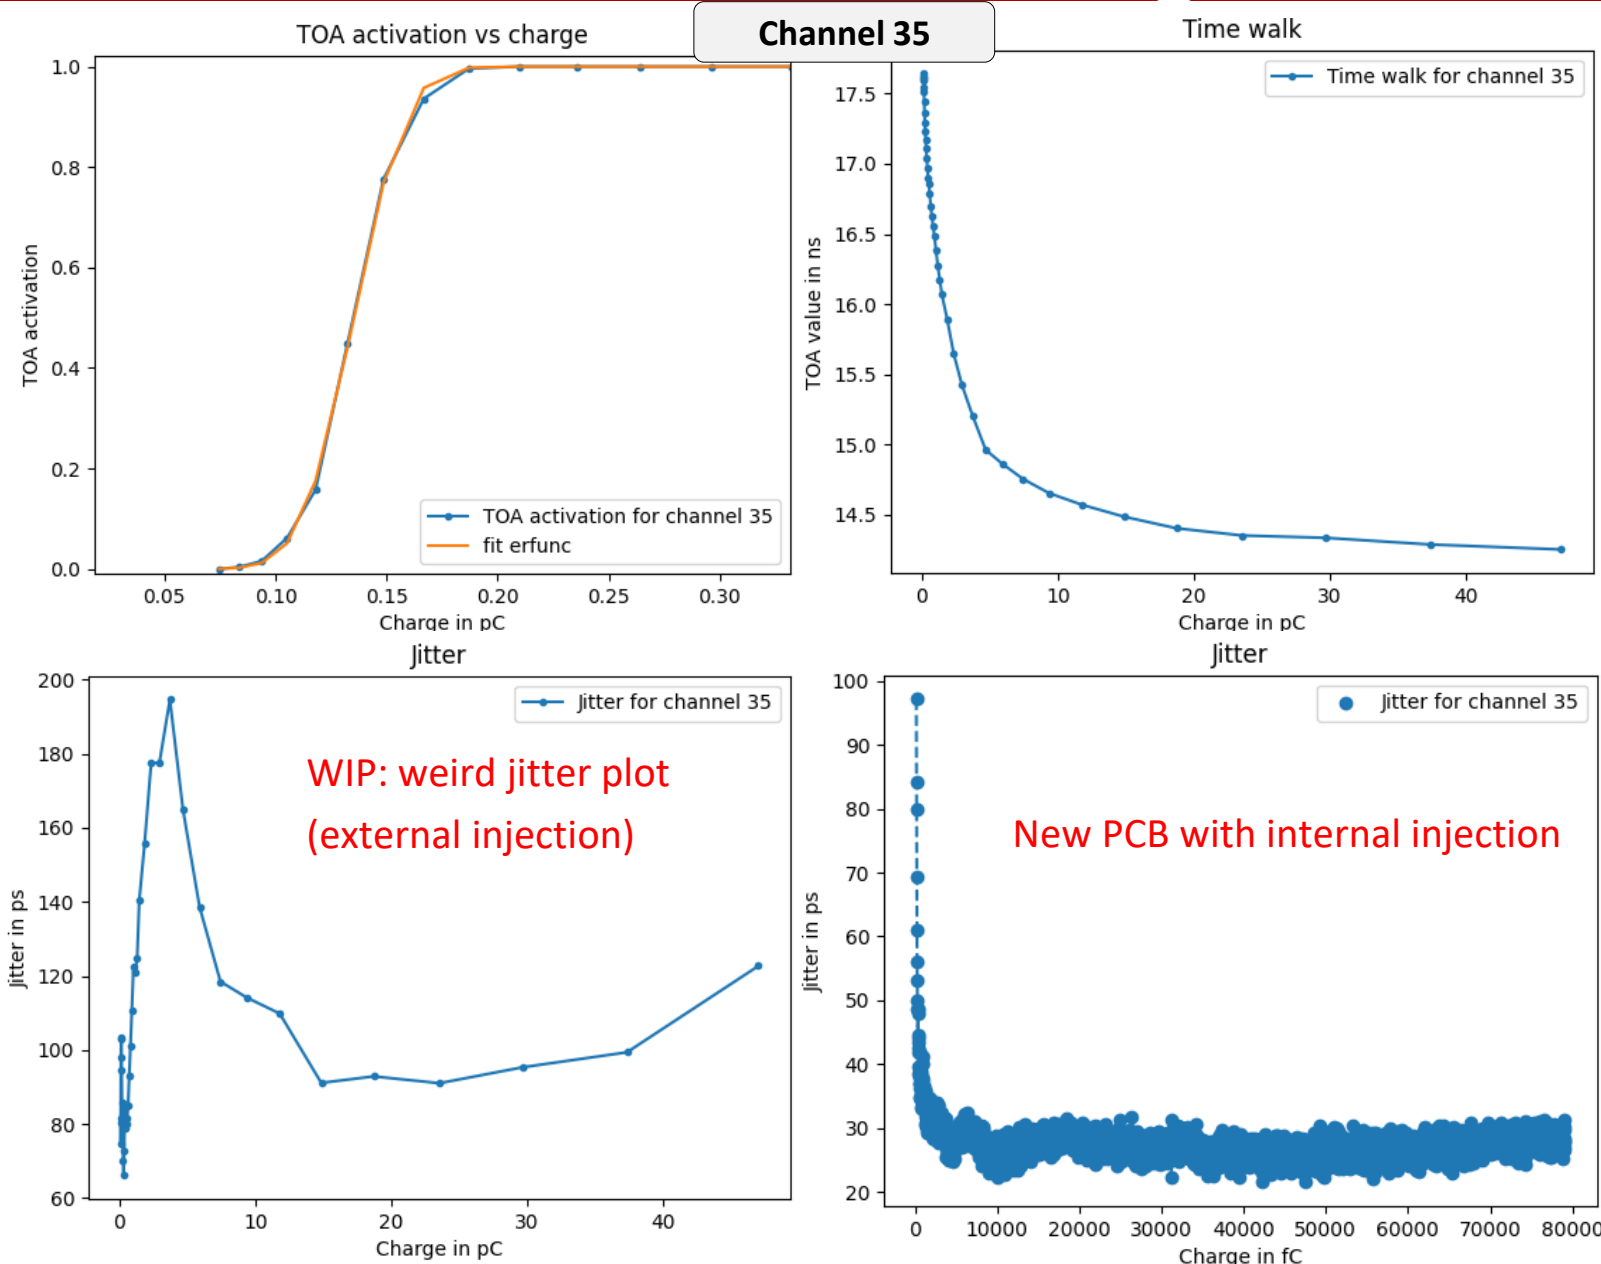 Channel 35
TOA activation vs charge
1.0
0.8
0.6
0.4
0.2
0.0
TOA activation
TOA activation for channel 35
fit erfunc
0.05 0.10 0.15 0.20 0.25 0.30
Charge in pC
Time walk
Time walk for channel 35
17.5
17.0
16.5
16.0
15.5
15.0
14.5
TOA value in ns
0 10 20 30 40
Charge in pC
Jitter
200
180
160
140
120
100
80
60
Jitter in ps
Jitter for channel 35
WIP: weird jitter plot
(external injection)
0 10 20 30 40
Charge in pC
Jitter
100
90
80
70
60
50
40
30
20
Jitter in ps
Jitter for channel 35
New PCB with internal injection
0 10000 20000 30000 40000 50000 60000 70000 80000
Charge in fC